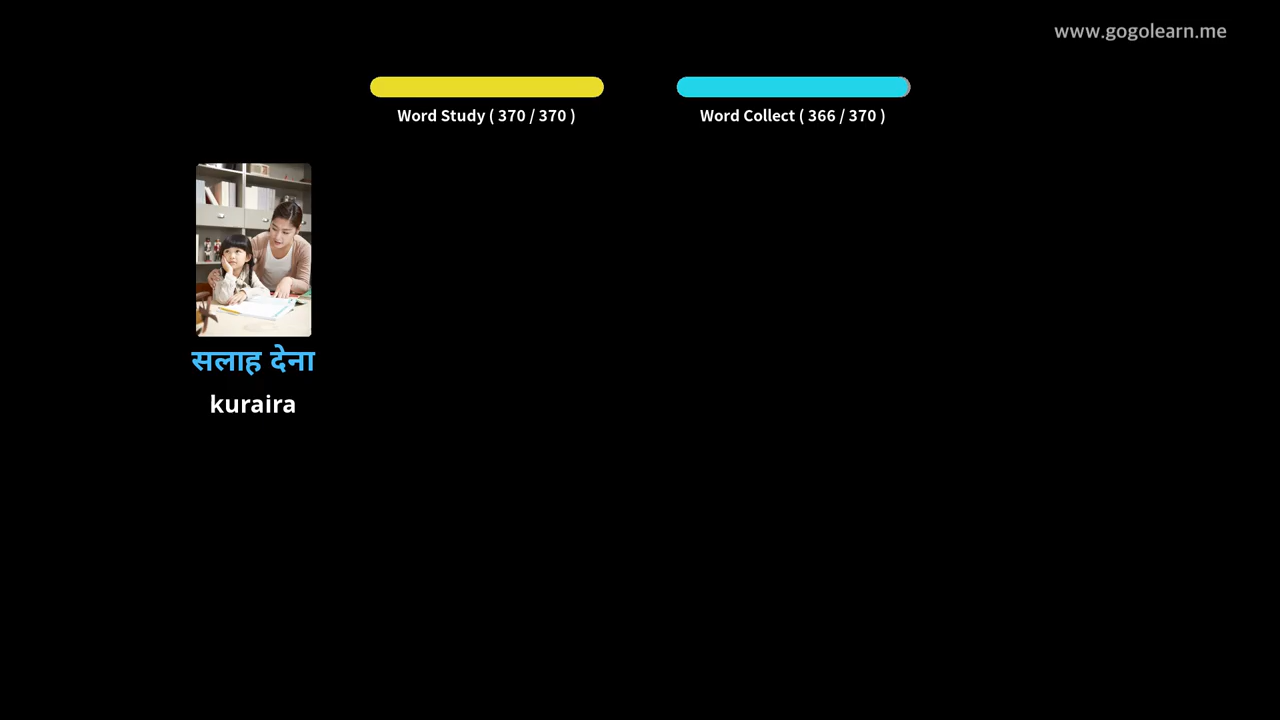 www.gogolearn.me
Word Study ( 370 / 370 )
Word Collect ( 366 / 370 )
सलाह देना
kuraira